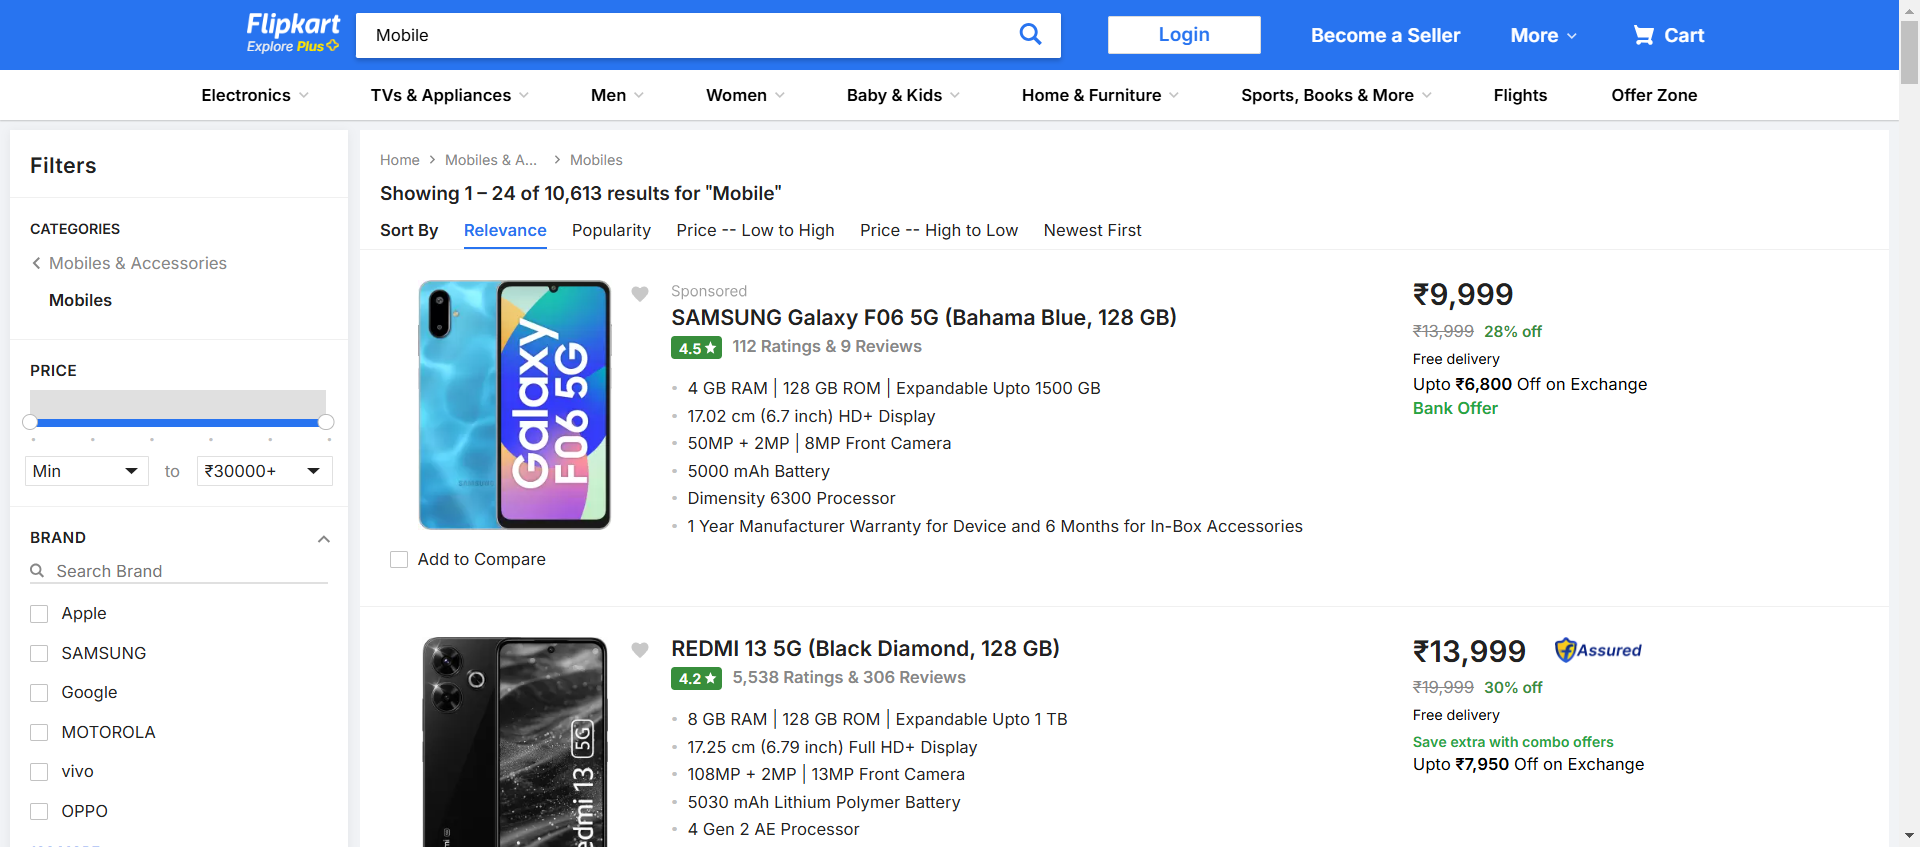 Flipkart
Explore Plus
Mobile
Login
Become a Seller
More
Cart
Electronics
TVs & Appliances
Men
Women
Baby & Kids
Home & Furniture
Sports, Books & More
Flights
Offer Zone
Filters
CATEGORIES
Mobiles & Accessories
Mobiles
PRICE
Min
to
₹30000+
BRAND
Search Brand
Apple
SAMSUNG
Google
MOTOROLA
vivo
OPPO
Home
Mobiles & A...
Mobiles
Showing 1 – 24 of 10,613 results for "Mobile"
Sort By
Relevance
Popularity
Price -- Low to High
Price -- High to Low
Newest First
Galaxy
F06 5G
SAMSUNG
Add to Compare
Sponsored
SAMSUNG Galaxy F06 5G (Bahama Blue, 128 GB)
4.5★
112 Ratings & 9 Reviews
4 GB RAM | 128 GB ROM | Expandable Upto 1500 GB
17.02 cm (6.7 inch) HD+ Display
50MP + 2MP | 8MP Front Camera
5000 mAh Battery
Dimensity 6300 Processor
1 Year Manufacturer Warranty for Device and 6 Months for In-Box Accessories
₹9,999
₹13,999 28% off
Free delivery
Upto ₹6,800 Off on Exchange
Bank Offer
edmi 13 5G
REDMI 13 5G (Black Diamond, 128 GB)
4.2★
5,538 Ratings & 306 Reviews
8 GB RAM | 128 GB ROM | Expandable Upto 1 TB
17.25 cm (6.79 inch) Full HD+ Display
108MP + 2MP | 13MP Front Camera
5030 mAh Lithium Polymer Battery
4 Gen 2 AE Processor
₹13,999
Assured
₹19,999 30% off
Free delivery
Save extra with combo offers
Upto ₹7,950 Off on Exchange